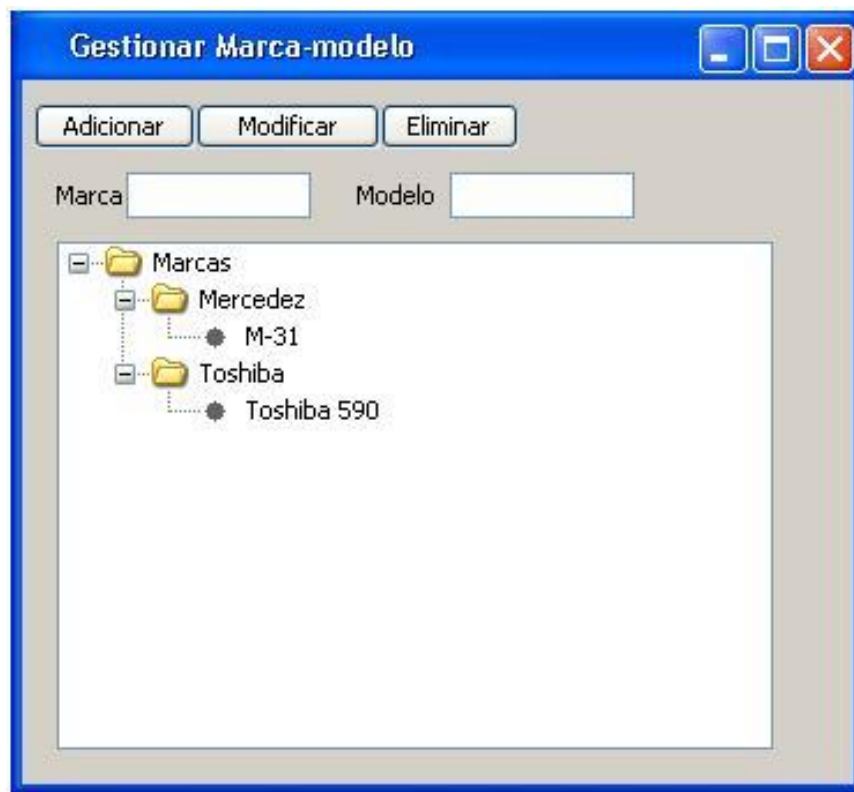 Gestionar Marca-modelo
Adicionar Modificar Eliminar
Marca Modelo
Marcas
Mercedez
M-31
Toshiba
Toshiba 590